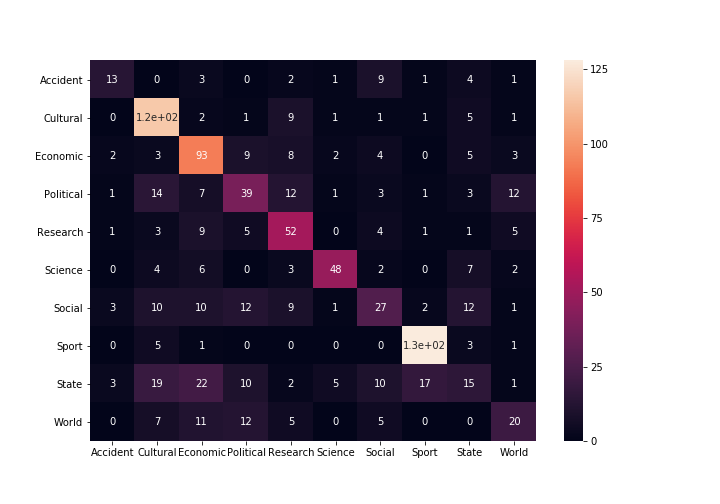 Accident 13 0 3 0 2 1 9 1 4 1
Cultural 0 1.2e+02 2 1 9 1 1 1 5 1
Economic 2 3 93 9 8 2 4 0 5 3
Political 1 14 7 39 12 1 3 1 3 12
Research 1 3 9 5 52 0 4 1 1 5
Science 0 4 6 0 3 48 2 0 7 2
Social 3 10 10 12 9 1 27 2 12 1
Sport 0 5 1 0 0 0 0 1.3e+02 3 1
State 3 19 22 10 2 5 10 17 15 1
World 0 7 11 12 5 0 5 0 0 20
Accident Cultural Economic Political Research Science Social Sport State World
125
100
75
50
25
0